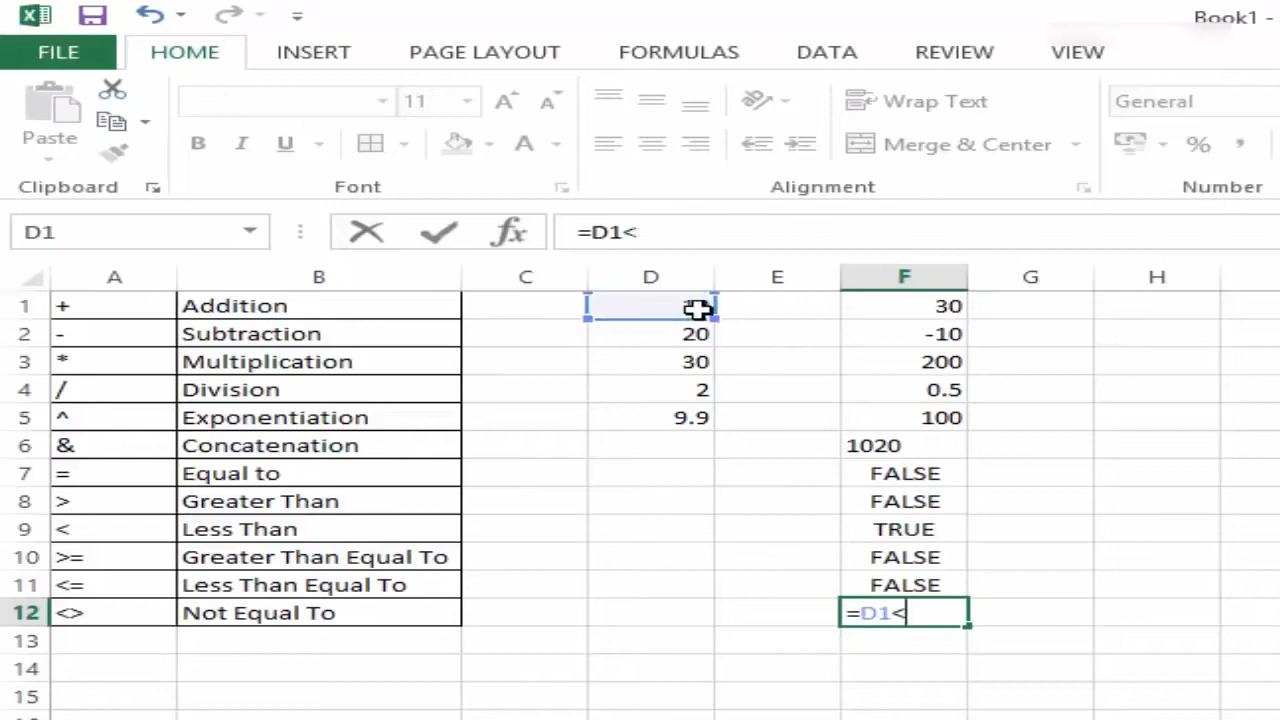 Book1 -
FILE HOME INSERT PAGE LAYOUT FORMULAS DATA REVIEW VIEW
11 A A Wrap Text General
Paste B I U A Merge & Center % ,
Clipboard Font Alignment Number
D1 fx =D1<
A B C D E F G H
1 + Addition 30
2 - Subtraction 20 -10
3 * Multiplication 30 200
4 / Division 2 0.5
5 ^ Exponentiation 9.9 100
6 & Concatenation 1020
7 = Equal to FALSE
8 > Greater Than FALSE
9 < Less Than TRUE
10 >= Greater Than Equal To FALSE
11 <= Less Than Equal To FALSE
12 <> Not Equal To =D1<
13
14
15